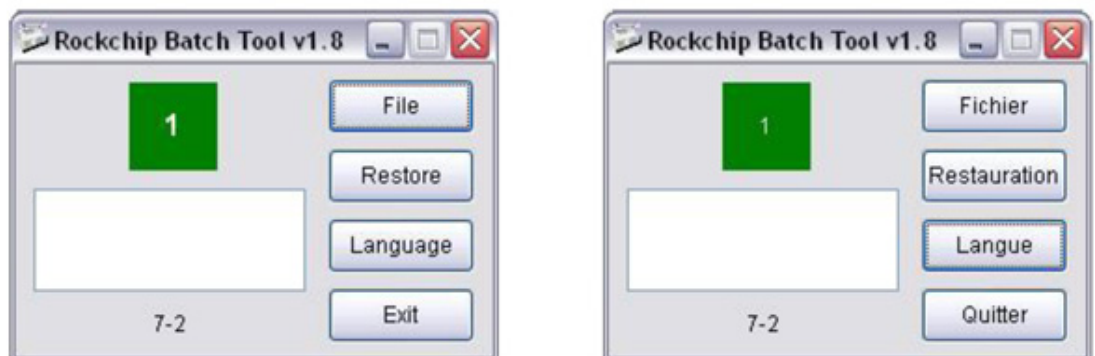 Rockchip Batch Tool v1.8
1
File
Restore
Language
Exit
7-2
Rockchip Batch Tool v1.8
1
Fichier
Restauration
Langue
Quitter
7-2